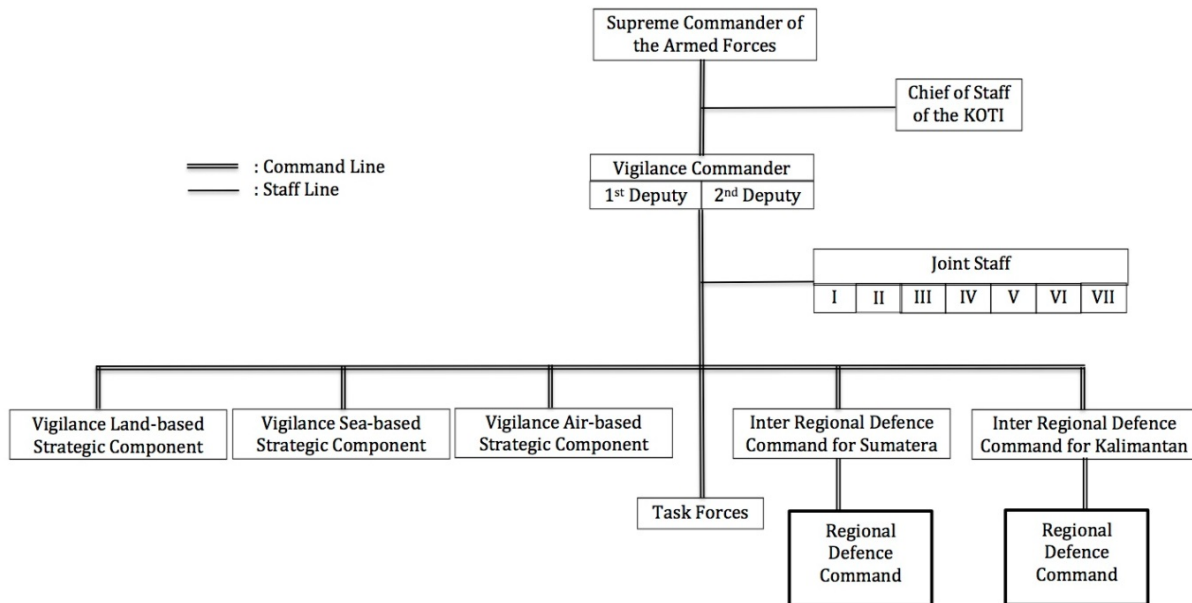 Supreme Commander of
the Armed Forces
Chief of Staff
of the KOTI
: Command Line
: Staff Line
Vigilance Commander
1st Deputy
2nd Deputy
Joint Staff
I
II
III
IV
V
VI
VII
Vigilance Land-based
Strategic Component
Vigilance Sea-based
Strategic Component
Vigilance Air-based
Strategic Component
Inter Regional Defence
Command for Sumatera
Inter Regional Defence
Command for Kalimantan
Task Forces
Regional
Defence
Command
Regional
Defence
Command